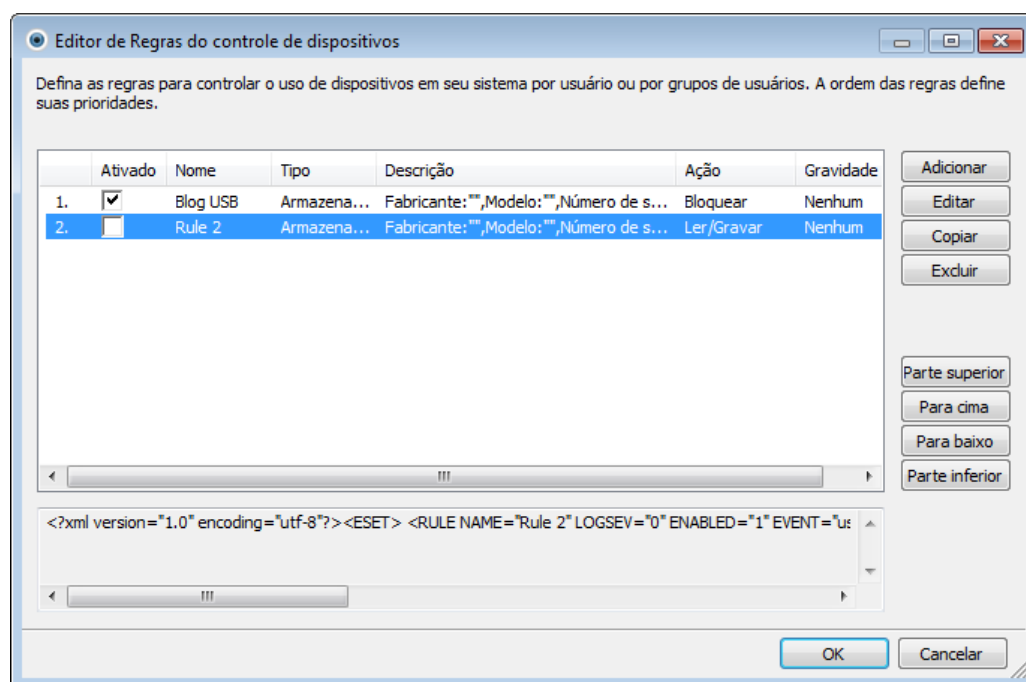 Editor de Regras do controle de dispositivos
Defina as regras para controlar o uso de dispositivos em seu sistema por usuário ou por grupos de usuários. A ordem das regras define
suas prioridades.
Ativado Nome Tipo Descrição Ação Gravidade
1. Blog USB Armazena... Fabricante:"",Modelo:"",Número de s... Bloquear Nenhum
2. Rule 2 Armazena... Fabricante:"",Modelo:"",Número de s... Ler/Gravar Nenhum
Adicionar
Editar
Copiar
Excluir
Parte superior
Para cima
Para baixo
Parte inferior
<?xml version="1.0" encoding="utf-8"?><ESET> <RULE NAME="Rule 2" LOGSEV="0" ENABLED="1" EVENT="us
OK Cancelar